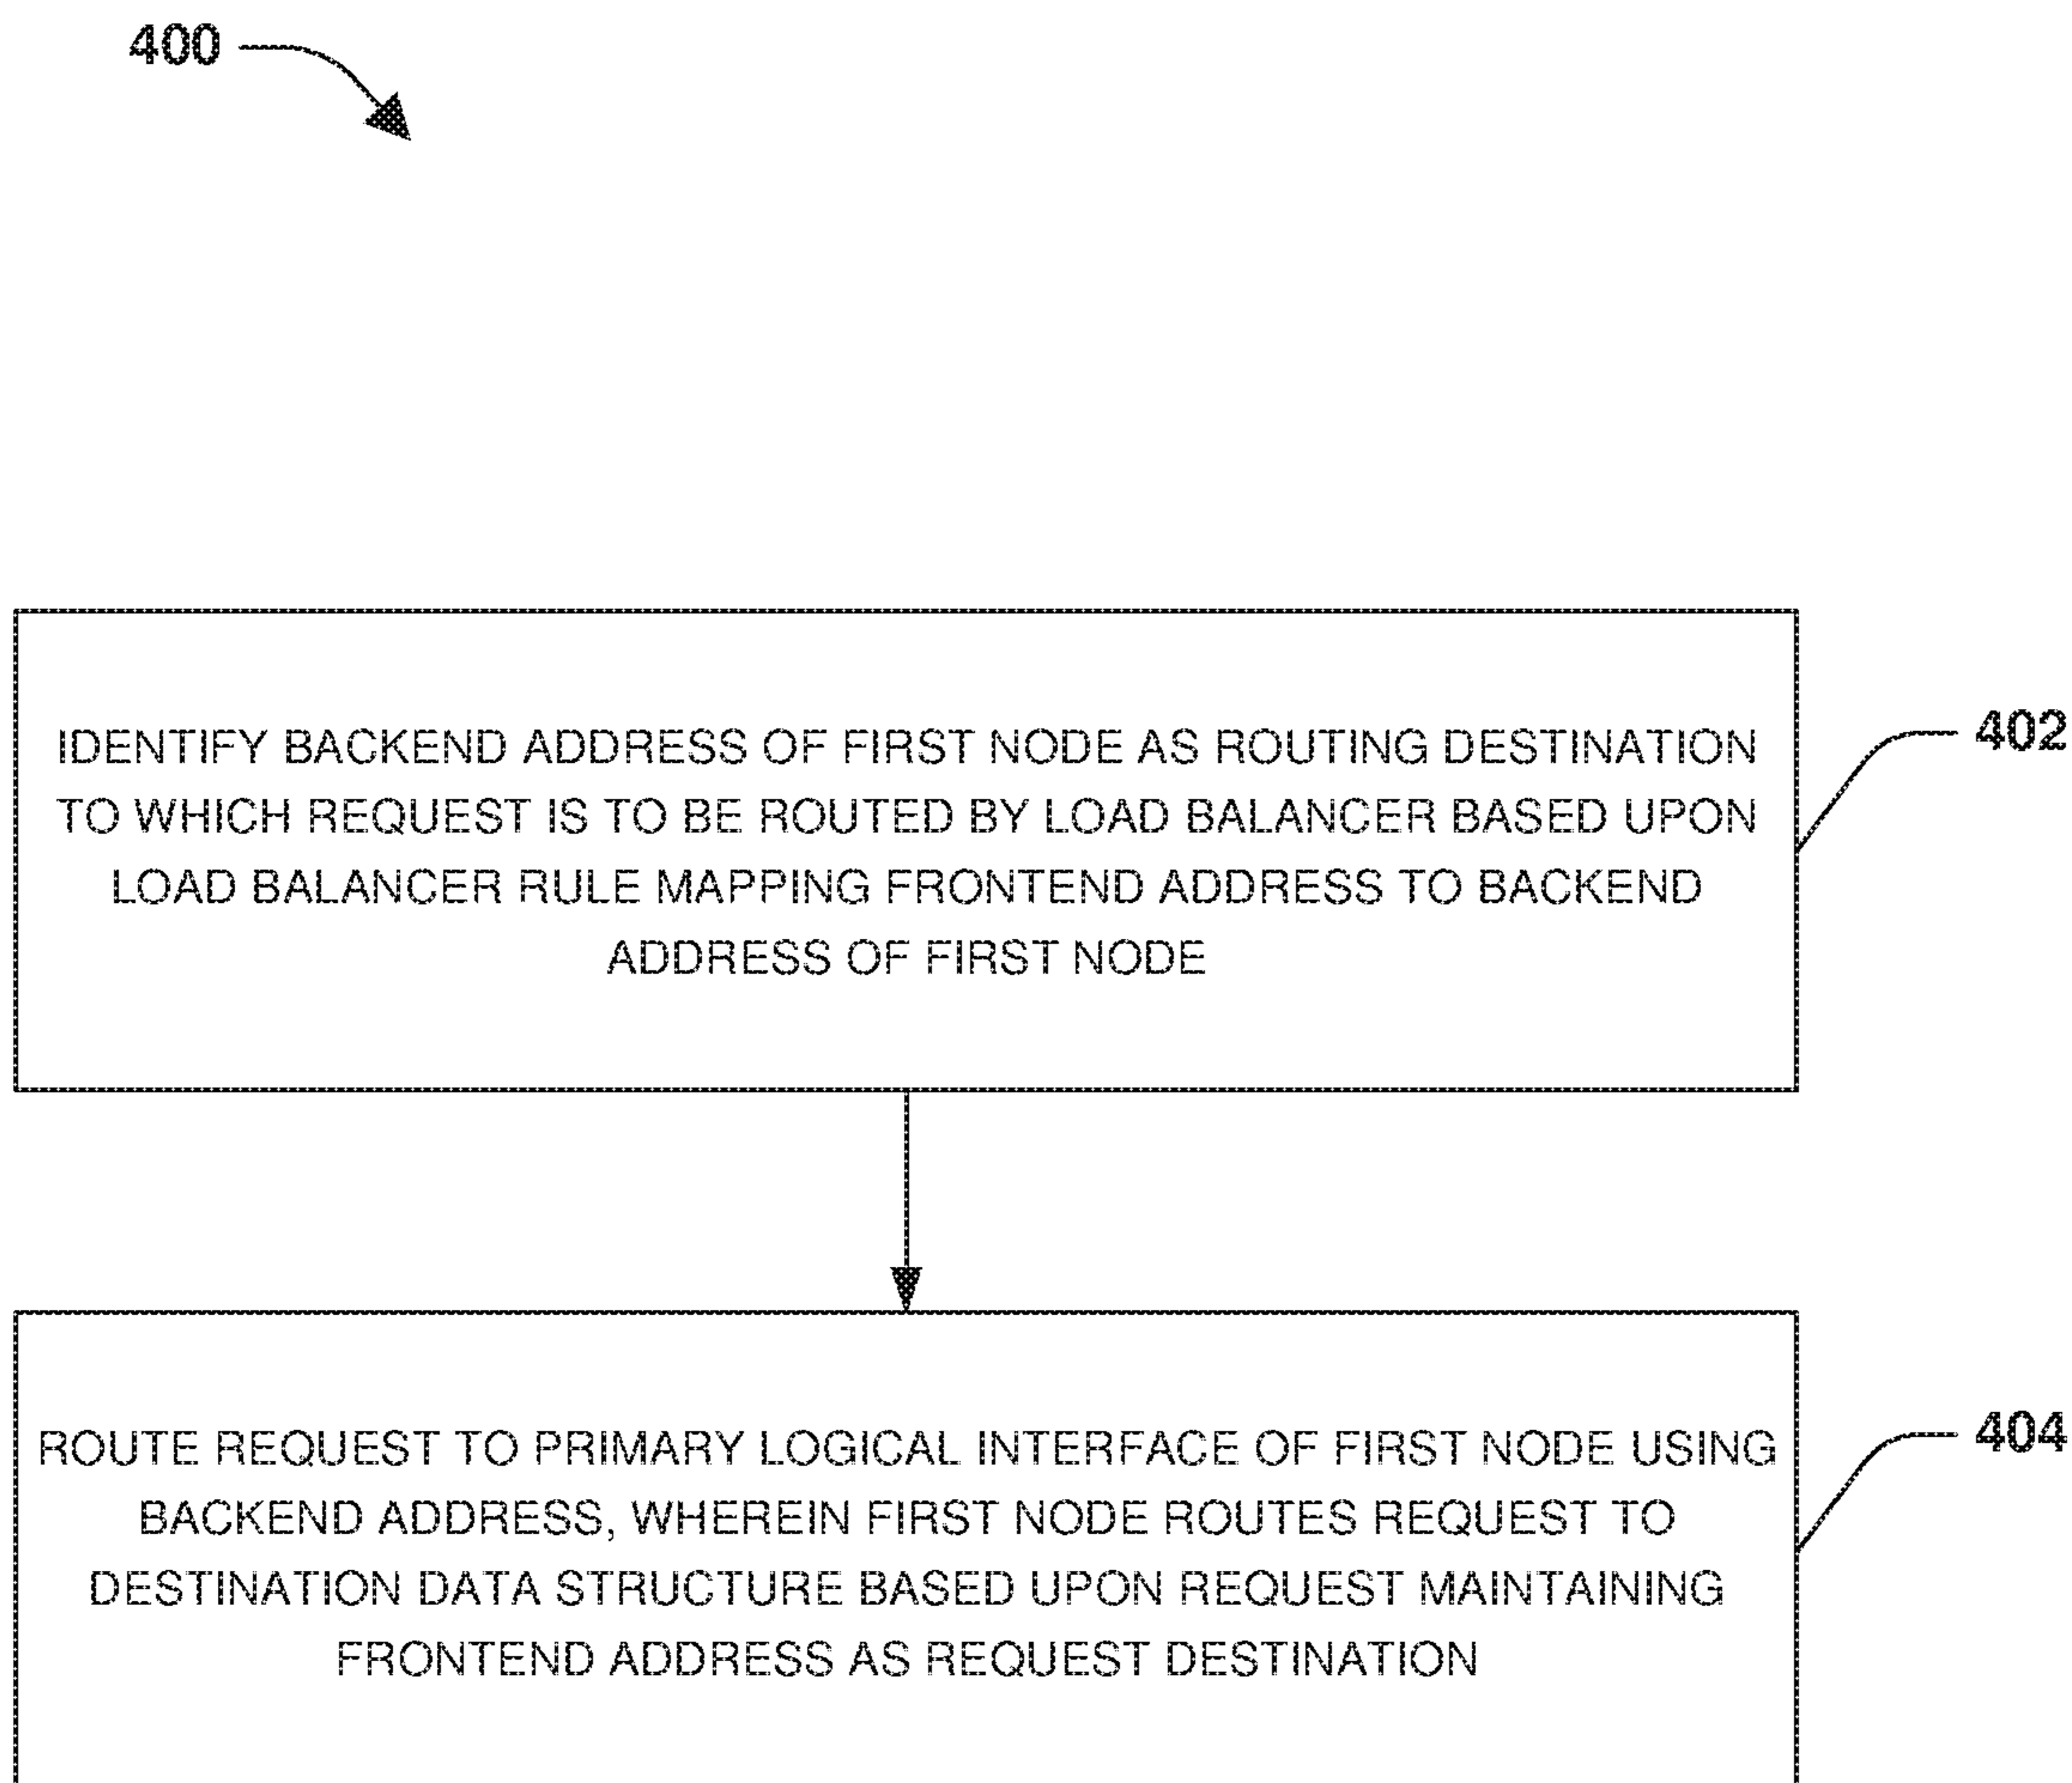 400
IDENTIFY BACKEND ADDRESS OF FIRST NODE AS ROUTING DESTINATION
TO WHICH REQUEST IS TO BE ROUTED BY LOAD BALANCER BASED UPON
LOAD BALANCER RULE MAPPING FRONTEND ADDRESS TO BACKEND
ADDRESS OF FIRST NODE
402
ROUTE REQUEST TO PRIMARY LOGICAL INTERFACE OF FIRST NODE USING
BACKEND ADDRESS, WHEREIN FIRST NODE ROUTES REQUEST TO
DESTINATION DATA STRUCTURE BASED UPON REQUEST MAINTAINING
FRONTEND ADDRESS AS REQUEST DESTINATION
404